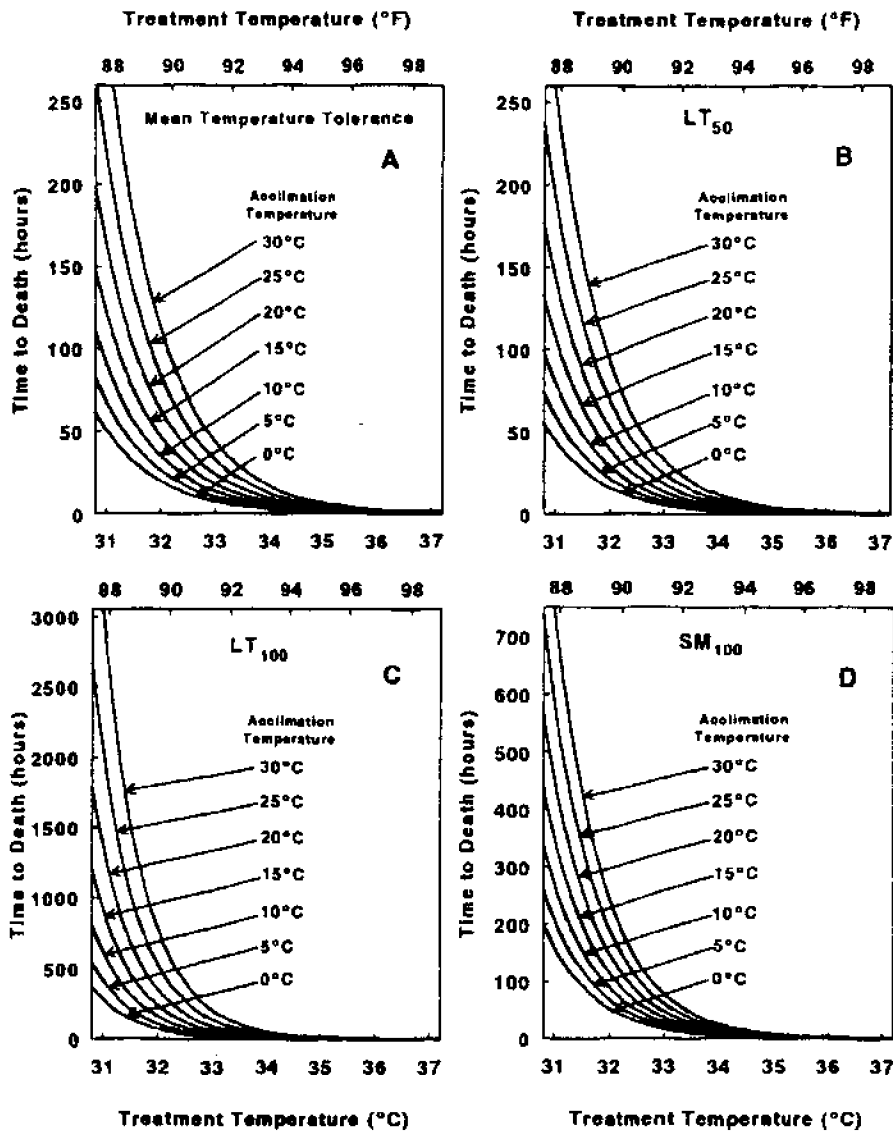 Treatment Temperature (°F)
Treatment Temperature (°F)
88 90 92 94 96 98
88 90 92 94 96 98
Time to Death (hours)
250
200
150
100
50
0
Mean Temperature Tolerance
A
Acclimation
Temperature
30°C
25°C
20°C
15°C
10°C
5°C
0°C
31 32 33 34 35 36 37
Time to Death (hours)
250
200
150
100
50
0
LT50
B
Acclimation
Temperature
30°C
25°C
20°C
15°C
10°C
5°C
0°C
31 32 33 34 35 36 37
88 90 92 94 96 98
Time to Death (hours)
3000
2500
2000
1500
1000
500
0
LT100
C
Acclimation
Temperature
30°C
25°C
20°C
15°C
10°C
5°C
0°C
31 32 33 34 35 36 37
Treatment Temperature (°C)
88 90 92 94 96 98
Time to Death (hours)
700
600
500
400
300
200
100
0
SM100
D
Acclimation
Temperature
30°C
25°C
20°C
15°C
10°C
5°C
0°C
31 32 33 34 35 36 37
Treatment Temperature (°C)